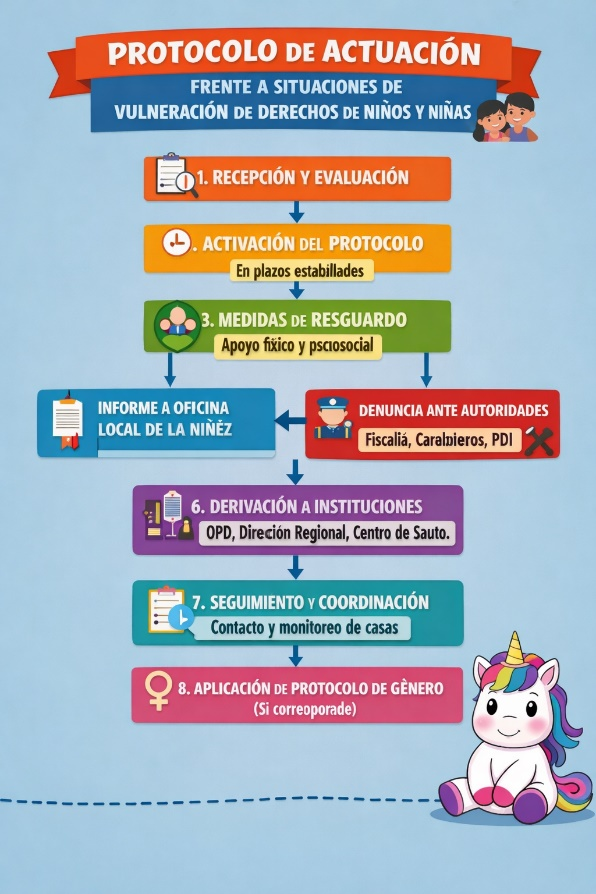 PROTOCOLO DE ACTUACIÓN
FRENTE A SITUACIONES DE
VULNERACIÓN DE DERECHOS DE NIÑOS Y NIÑAS
1. RECEPCIÓN Y EVALUACIÓN
. ACTIVACIÓN DEL PROTOCOLO
En plazos estabillades
3. MEDIDAS DE RESGUARDO
Apoyo fixico y psciosocial
INFORME A OFICINA
LOCAL DE LA NIÑEZ
DENUNCIA ANTE AUTORIDADES
Fiscaliá, Carabieros, PDI
6. DERIVACIÓN A INSTITUCIONES
OPD, Direción Regional, Centro de Sauto.
7. SEGUIMIENTO Y COORDINACIÓN
Contacto y monitoreo de casas
8. APLICACIÓN DE PROTOCOLO DE GÈNERO
(Si correoporade)